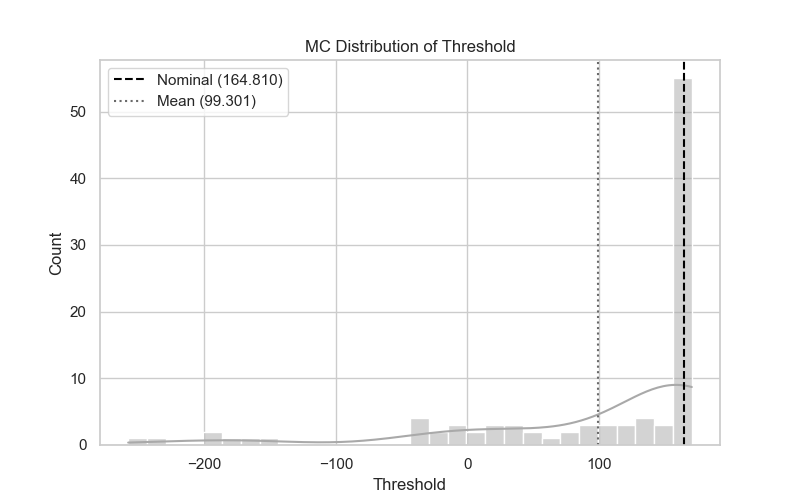 MC Distribution of Threshold
Nominal (164.810)
Mean (99.301)
Count
50
40
30
20
10
0
−200
−100
0
100
Threshold